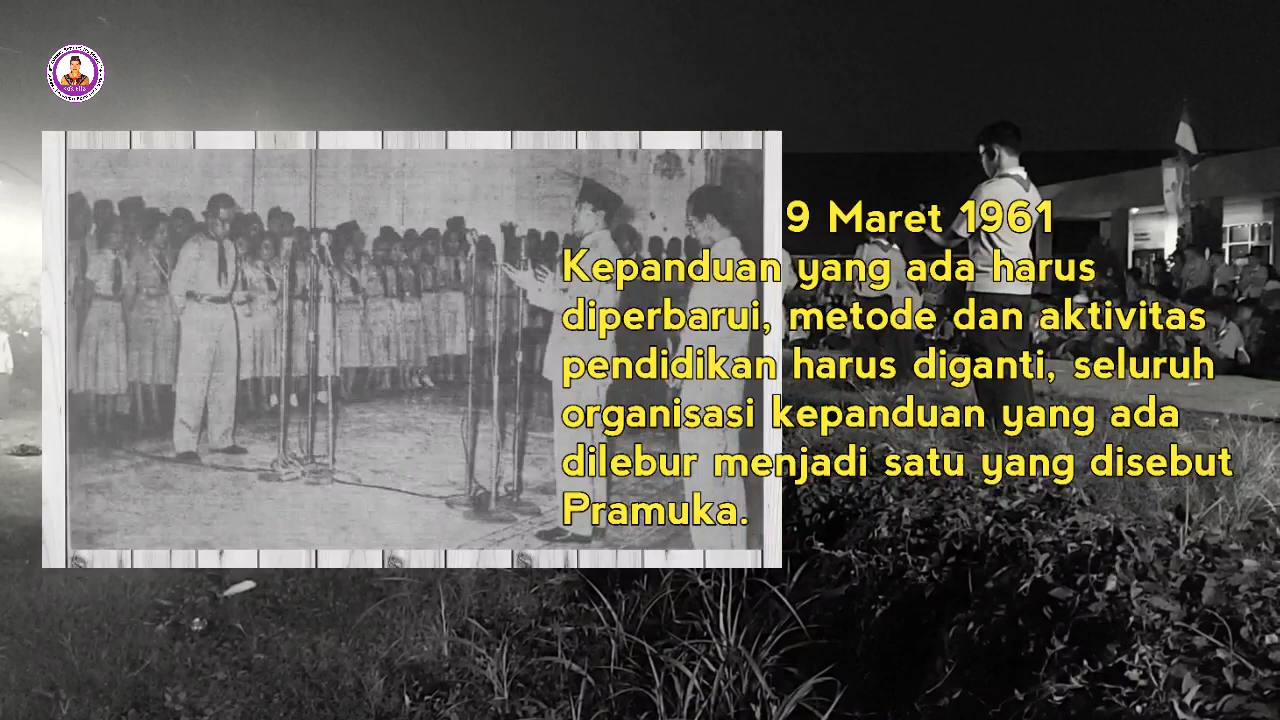 9 Maret 1961
Kepanduan yang ada harus
diperbarui, metode dan aktivitas
pendidikan harus diganti, seluruh
organisasi kepanduan yang ada
dilebur menjadi satu yang disebut
Pramuka.